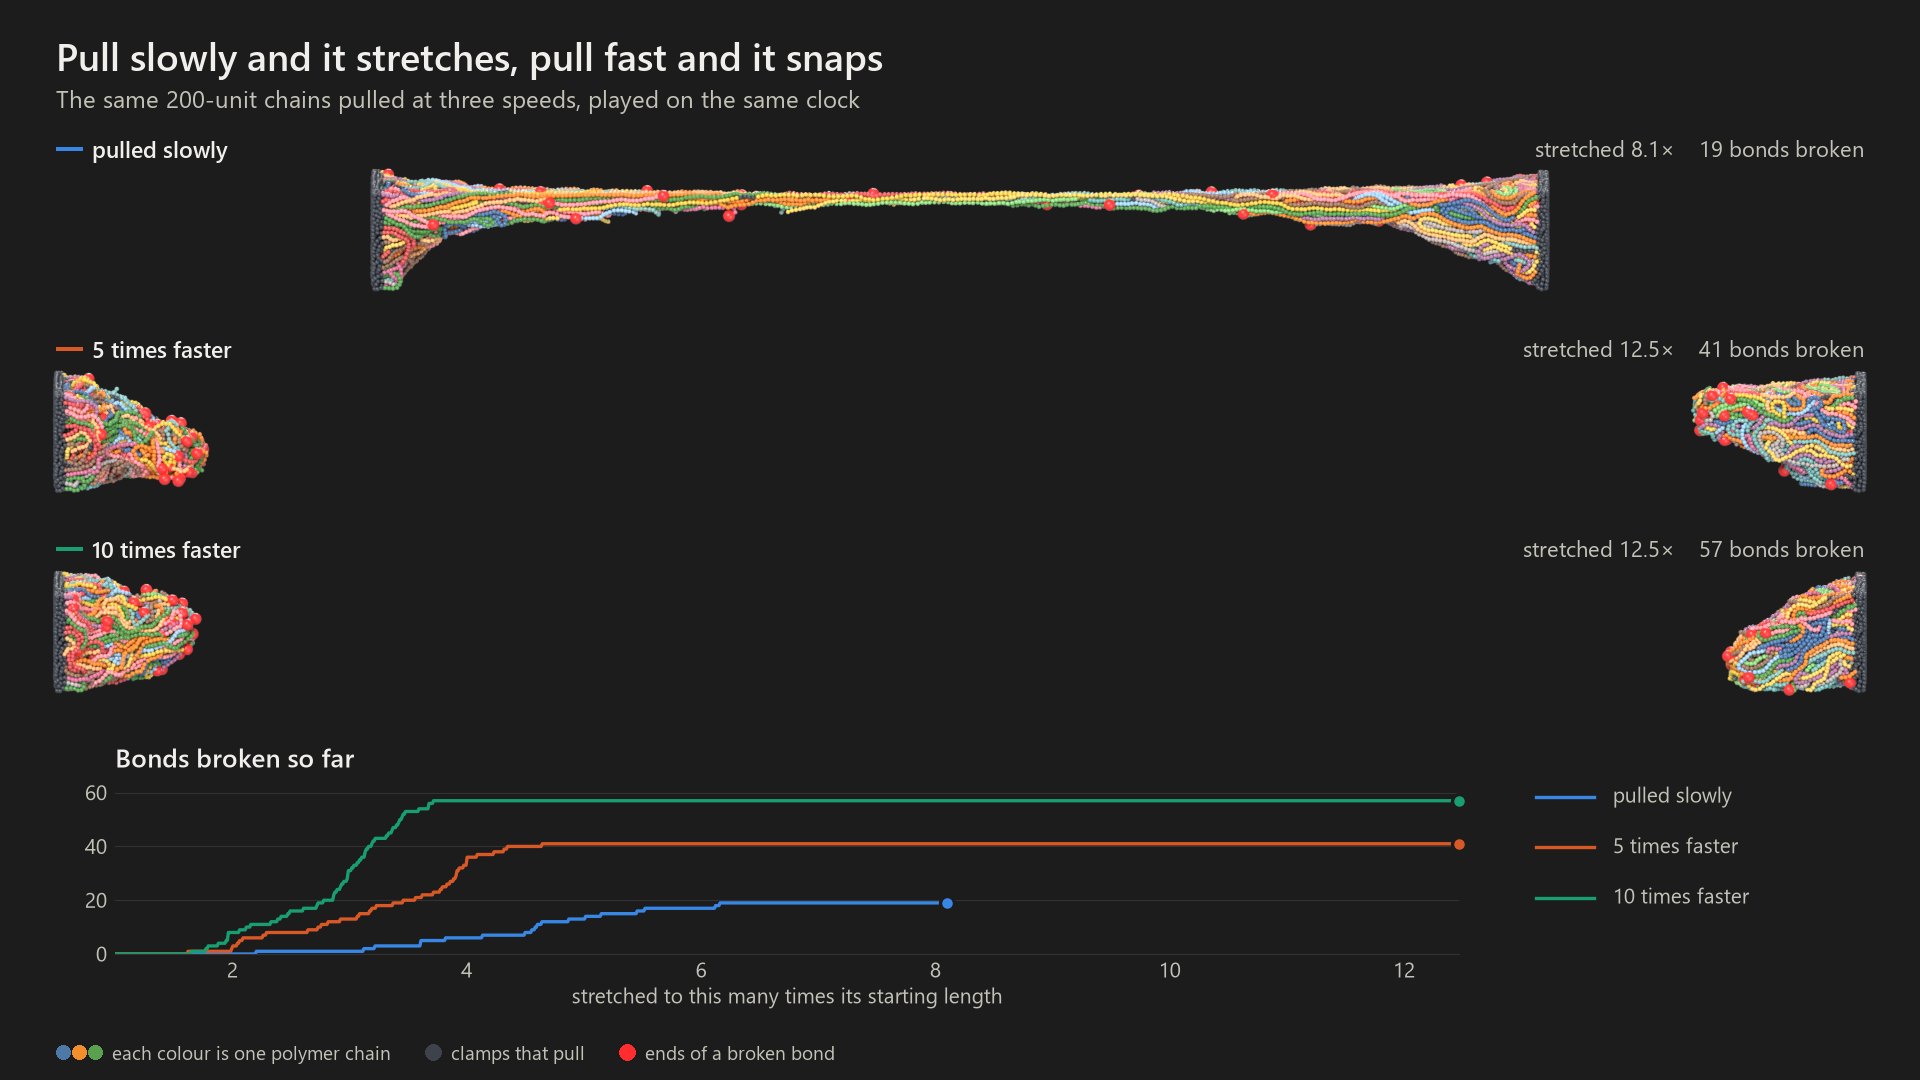 Pull slowly and it stretches, pull fast and it snaps
The same 200-unit chains pulled at three speeds, played on the same clock
pulled slowly
stretched 8.1× 19 bonds broken
5 times faster
stretched 12.5× 41 bonds broken
10 times faster
stretched 12.5× 57 bonds broken
Bonds broken so far
60
40
20
0
2 4 6 8 10 12
stretched to this many times its starting length
pulled slowly
5 times faster
10 times faster
each colour is one polymer chain clamps that pull ends of a broken bond